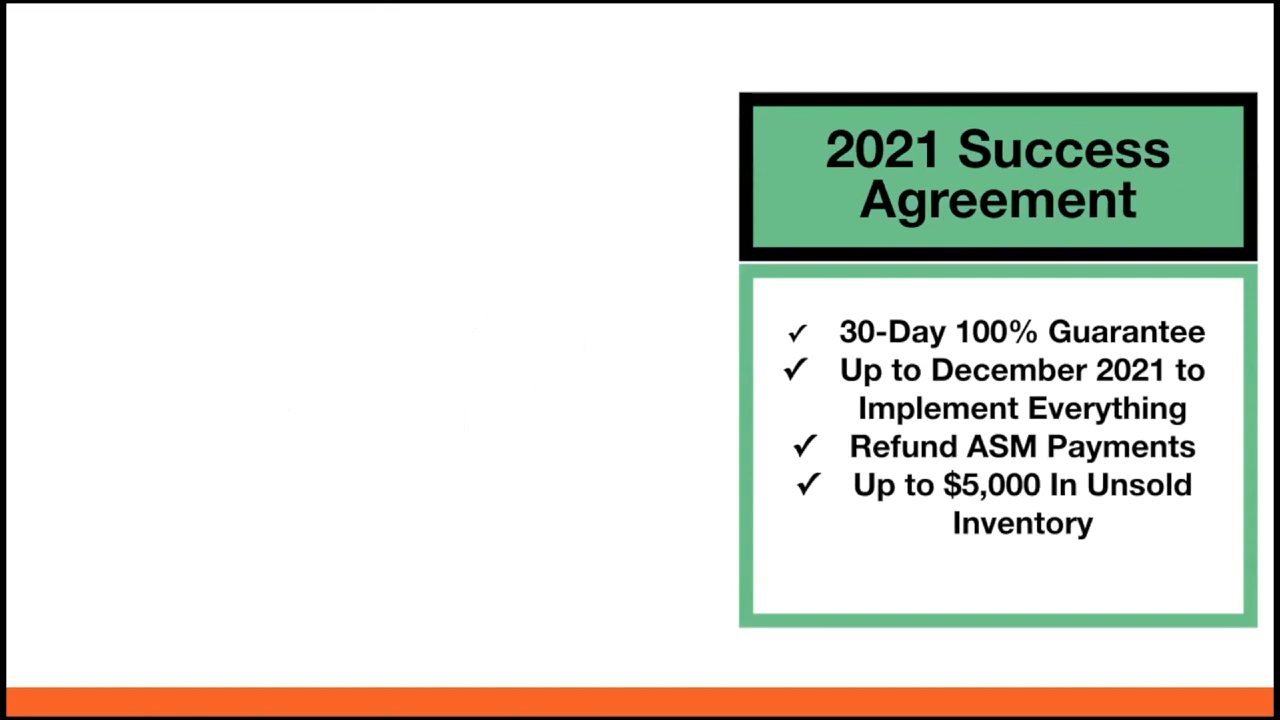 2021 Success
Agreement
✓ 30-Day 100% Guarantee
✓ Up to December 2021 to
Implement Everything
✓ Refund ASM Payments
✓ Up to $5,000 In Unsold
Inventory